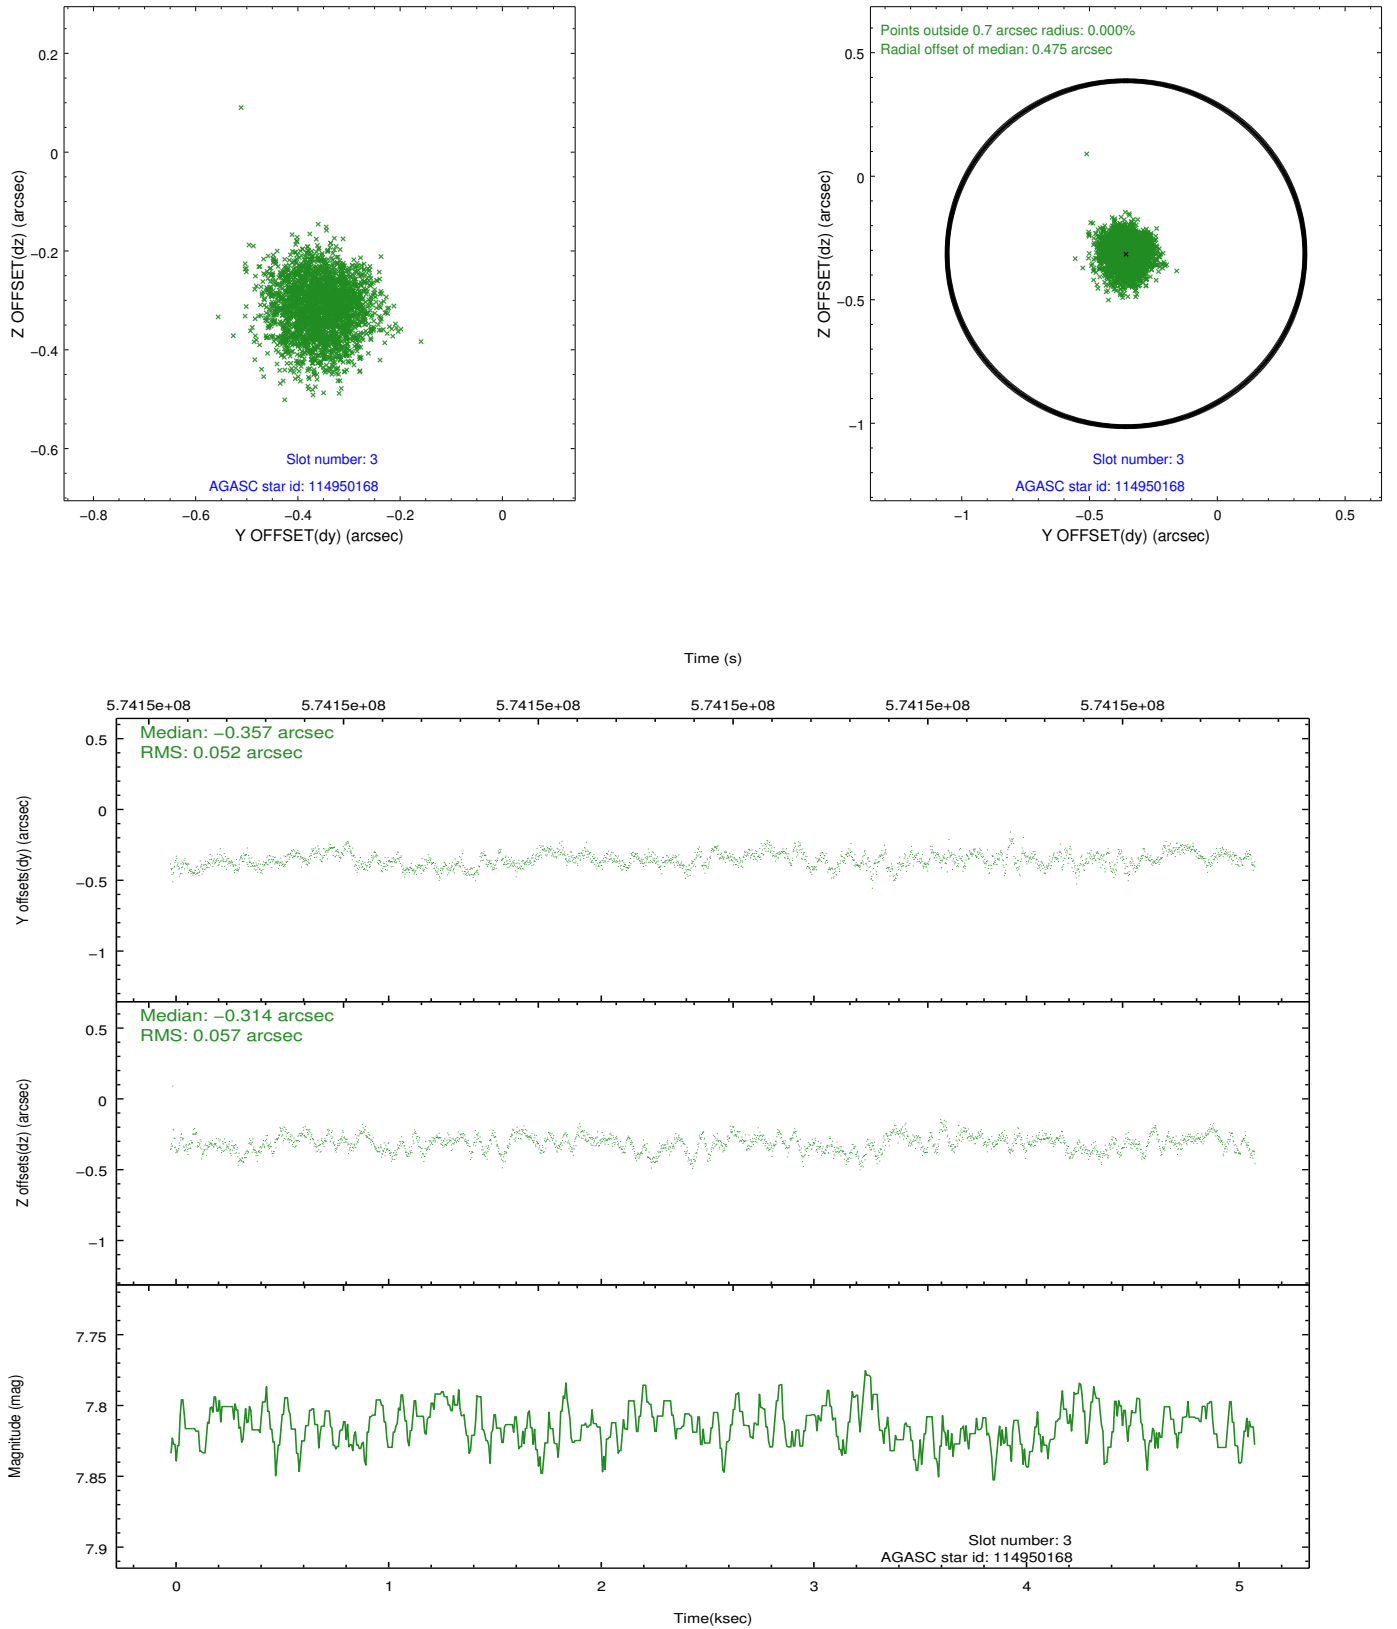 0.2
0
−0.2
−0.4
−0.6
Z OFFSET(dz) (arcsec)
Slot number: 3
AGASC star id: 114950168
−0.8
−0.6
−0.4
−0.2
0
Y OFFSET(dy) (arcsec)
Points outside 0.7 arcsec radius: 0.000%
Radial offset of median: 0.475 arcsec
0.5
0
−0.5
−1
Z OFFSET(dz) (arcsec)
Slot number: 3
AGASC star id: 114950168
−1
−0.5
0
0.5
Y OFFSET(dy) (arcsec)
Time (s)
5.7415e+08
5.7415e+08
5.7415e+08
5.7415e+08
5.7415e+08
5.7415e+08
Median: −0.357 arcsec
RMS: 0.052 arcsec
0.5
0
−0.5
−1
Y offsets(dy) (arcsec)
Median: −0.314 arcsec
RMS: 0.057 arcsec
0.5
0
−0.5
−1
Z offsets(dz) (arcsec)
7.75
7.8
7.85
7.9
Magnitude (mag)
Slot number: 3
AGASC star id: 114950168
0
1
2
3
4
5
Time(ksec)